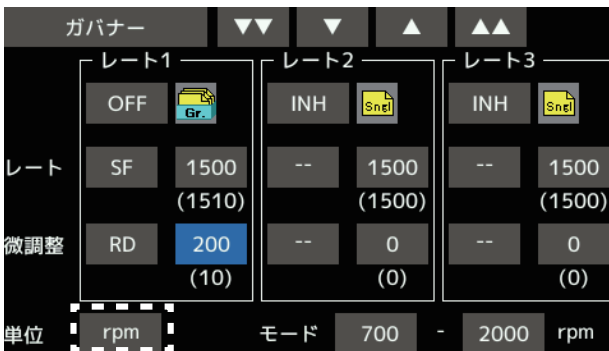 ガバナー ▼▼ ▼ ▲ ▲▲
レート1 レート2 レート3
OFF Gr. INH Sngl INH Sngl
レート SF 1500 -- 1500 -- 1500
(1510) (1500) (1500)
微調整 RD 200 -- 0 -- 0
(10) (0) (0)
単位 rpm モード 700 - 2000 rpm